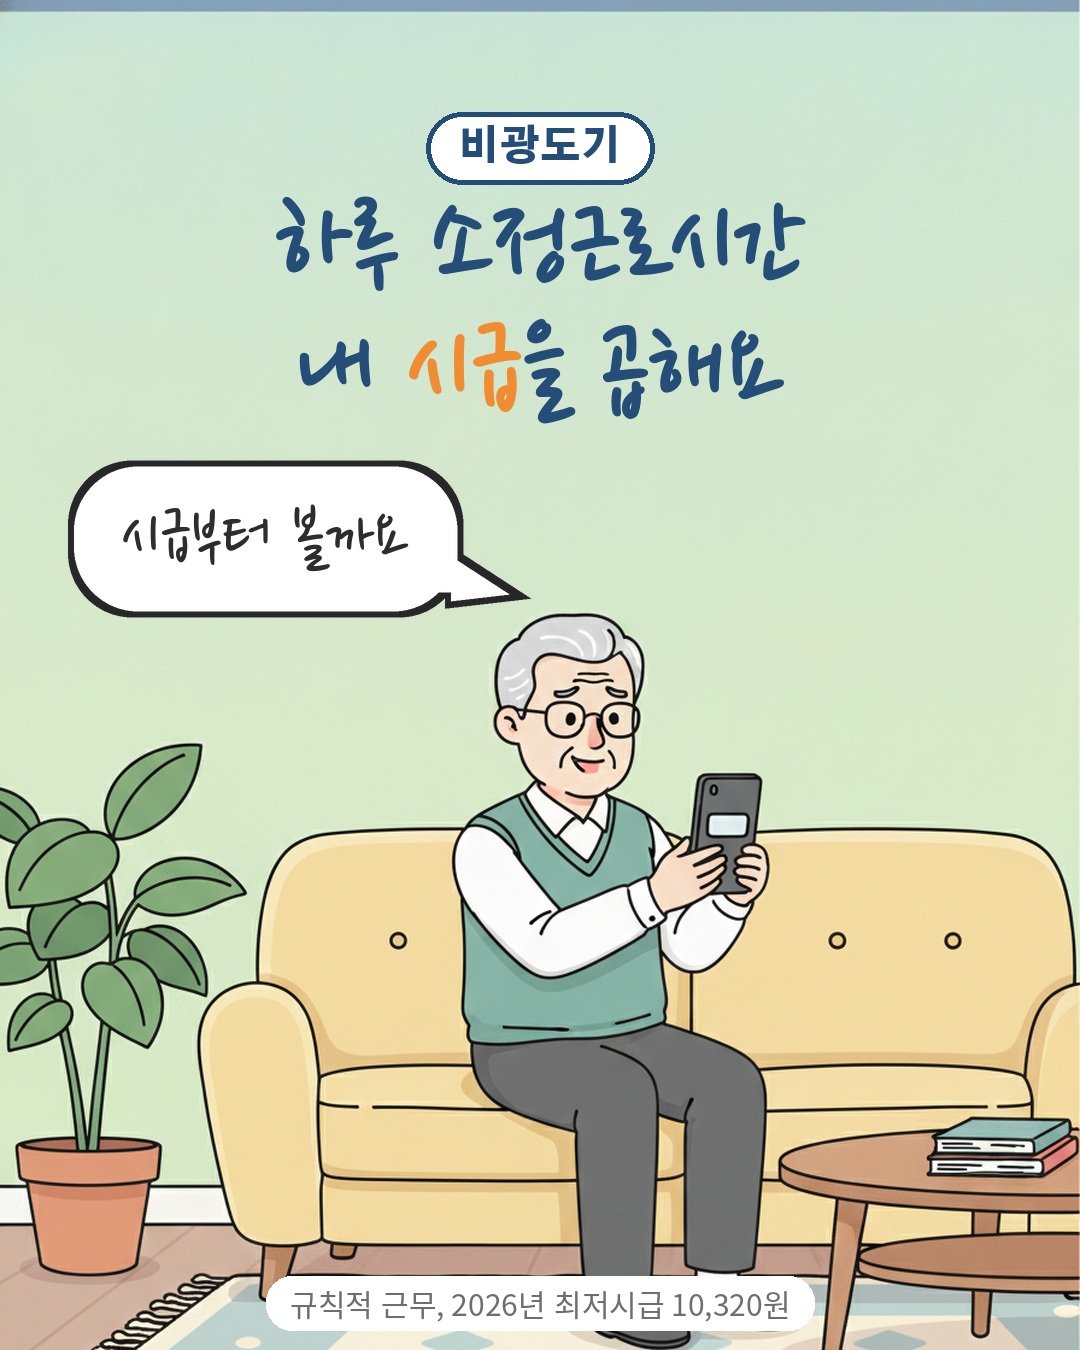 비광도기
하루 소정근로시간
내 시급을 곱해요
시급부터 볼까요
규칙적 근무, 2026년 최저시급 10,320원